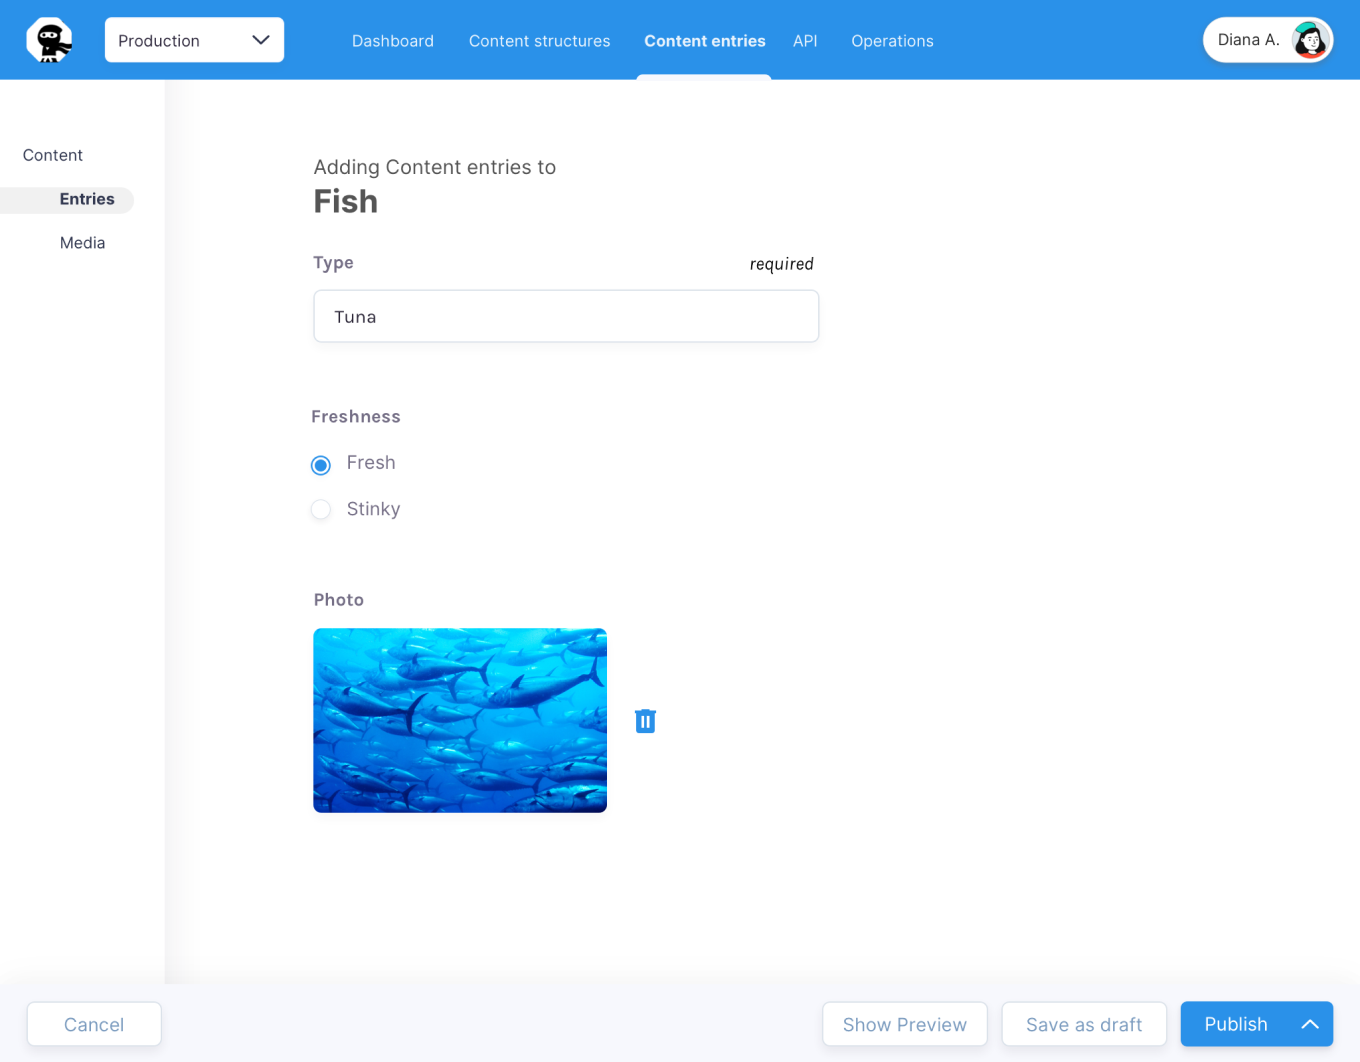 Production
Dashboard
Content structures
Content entries
API
Operations
Diana A.
Content
Entries
Media
Adding Content entries to
Fish
Type
required
Tuna
Freshness
Fresh
Stinky
Photo
Cancel
Show Preview
Save as draft
Publish